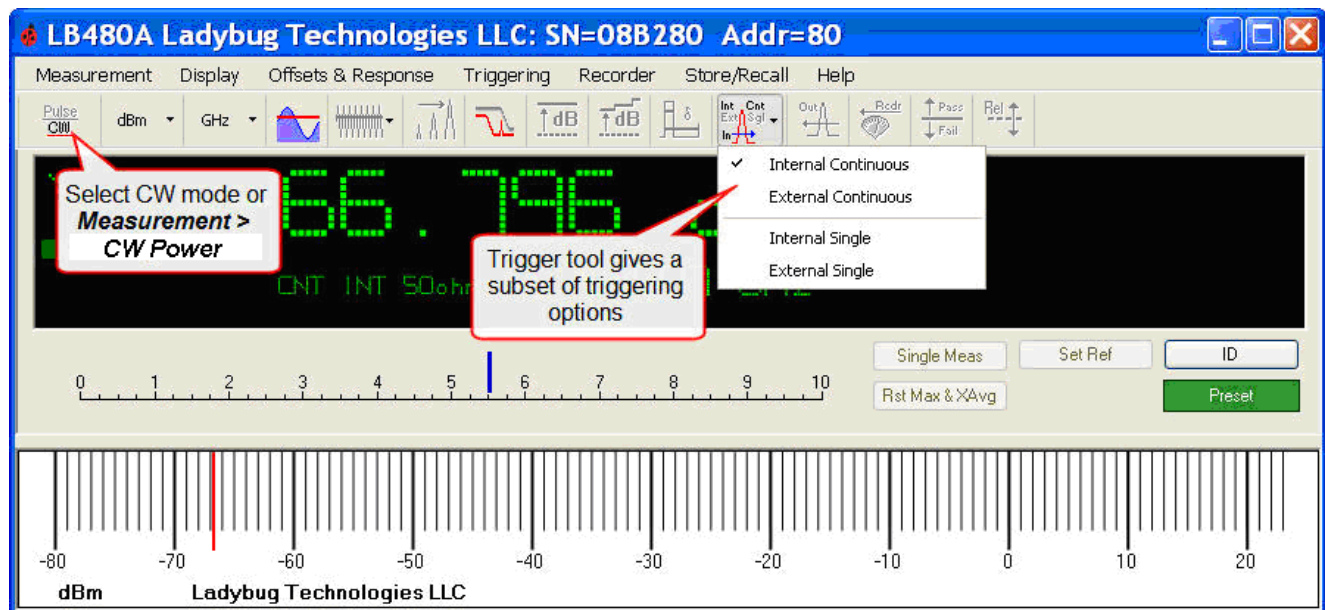 LB480A Ladybug Technologies LLC: SN=08B280 Addr=80
Measurement Display Offsets & Response Triggering Recorder Store/Recall Help
Pulse
CW
dBm
GHz
dB
dB
δ
Int Cnt
Ext Sgl
In
Out
Rcdr
Pass
Fail
Rel
Select CW mode or
Measurement >
CW Power
66.796
CNT INT 50
Trigger tool gives a
subset of triggering
options
✓ Internal Continuous
External Continuous
Internal Single
External Single
0 1 2 3 4 5 6 7 8 9 10
Single Meas
Set Ref
ID
Rst Max & XAvg
Preset
-80 -70 -60 -50 -40 -30 -20 -10 0 10 20
dBm Ladybug Technologies LLC